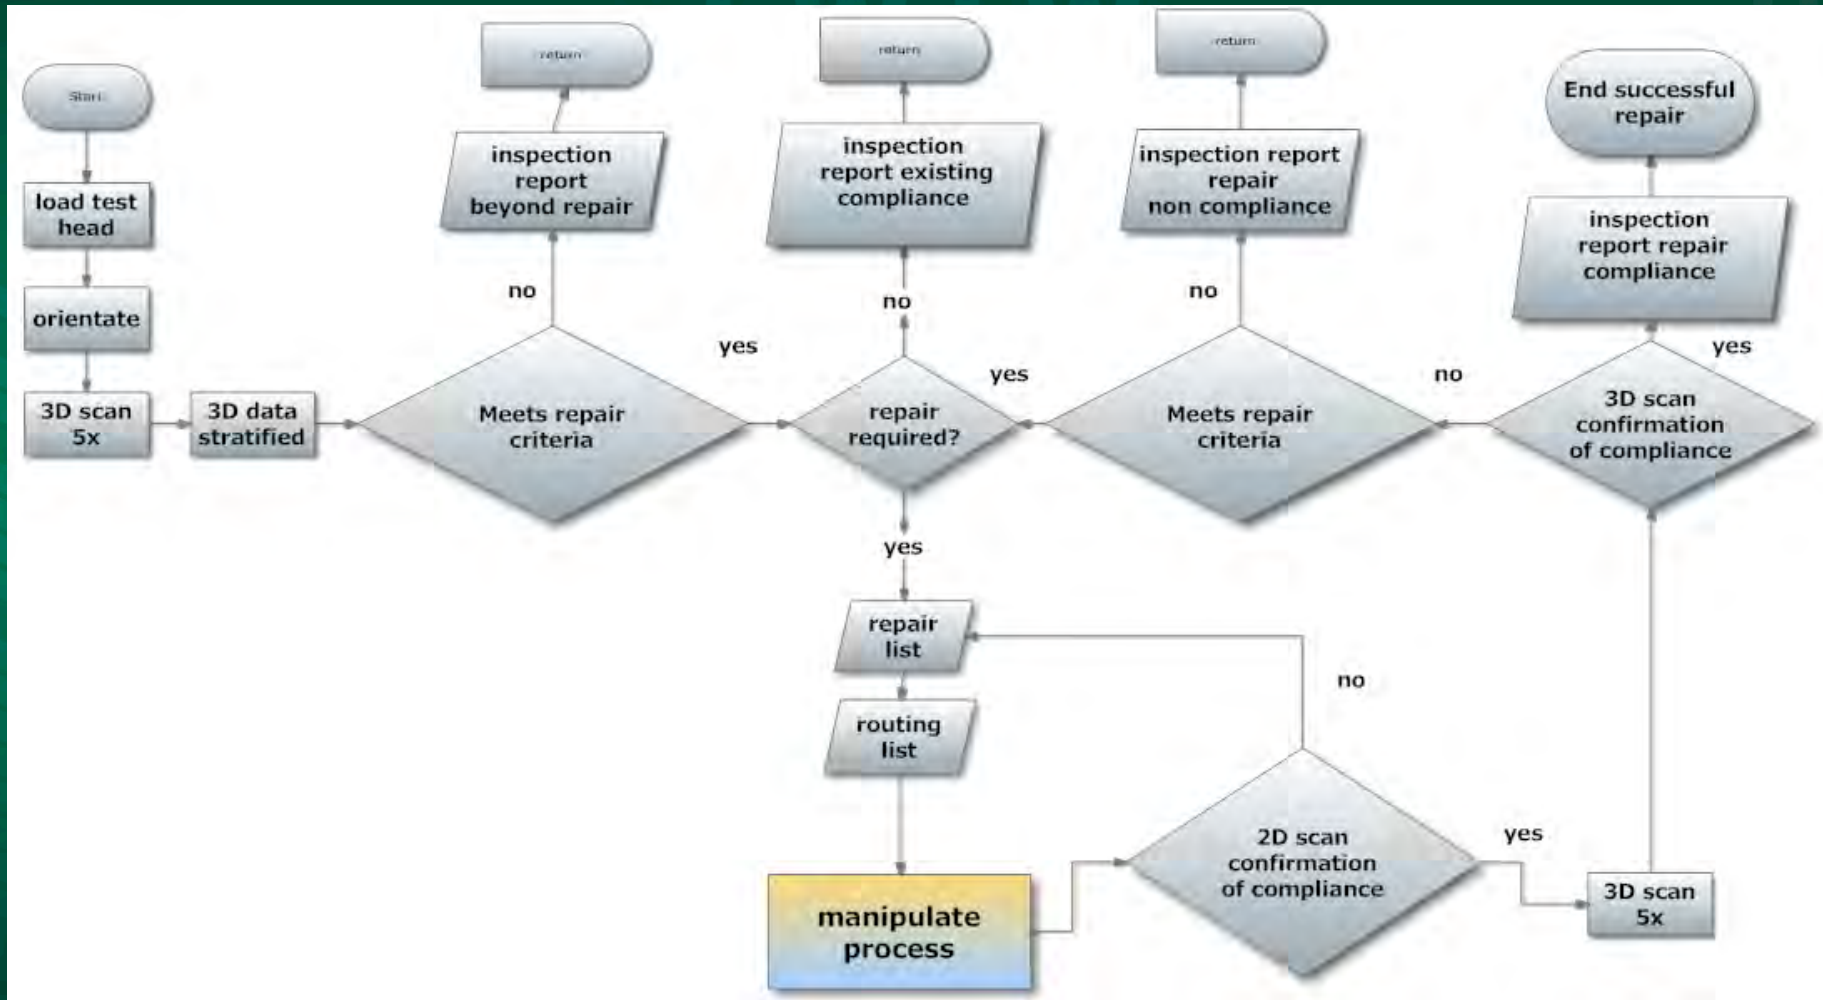 Start
load test
head
orientate
3D scan
5x
3D data
stratified
Meets repair
criteria
no
inspection
report
beyond repair
return
yes
repair
required?
no
inspection
report existing
compliance
return
yes
repair
list
routing
list
manipulate
process
2D scan
confirmation
of compliance
no
yes
3D scan
5x
3D scan
confirmation
of compliance
yes
inspection
report repair
compliance
End successful
repair
no
Meets repair
criteria
yes
no
inspection report
repair
non compliance
return